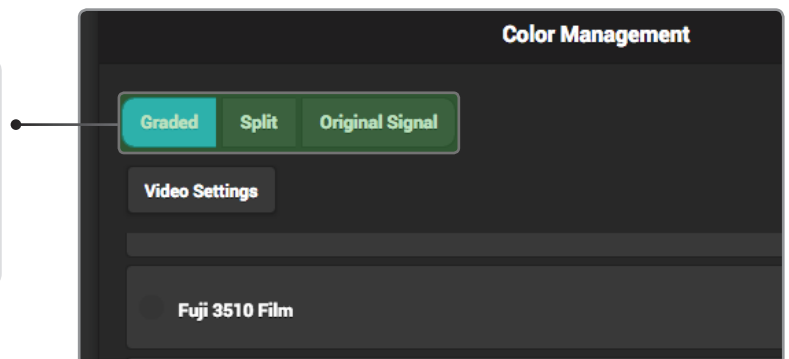 Color Management
Graded Split Original Signal
Video Settings
Fuji 3510 Film